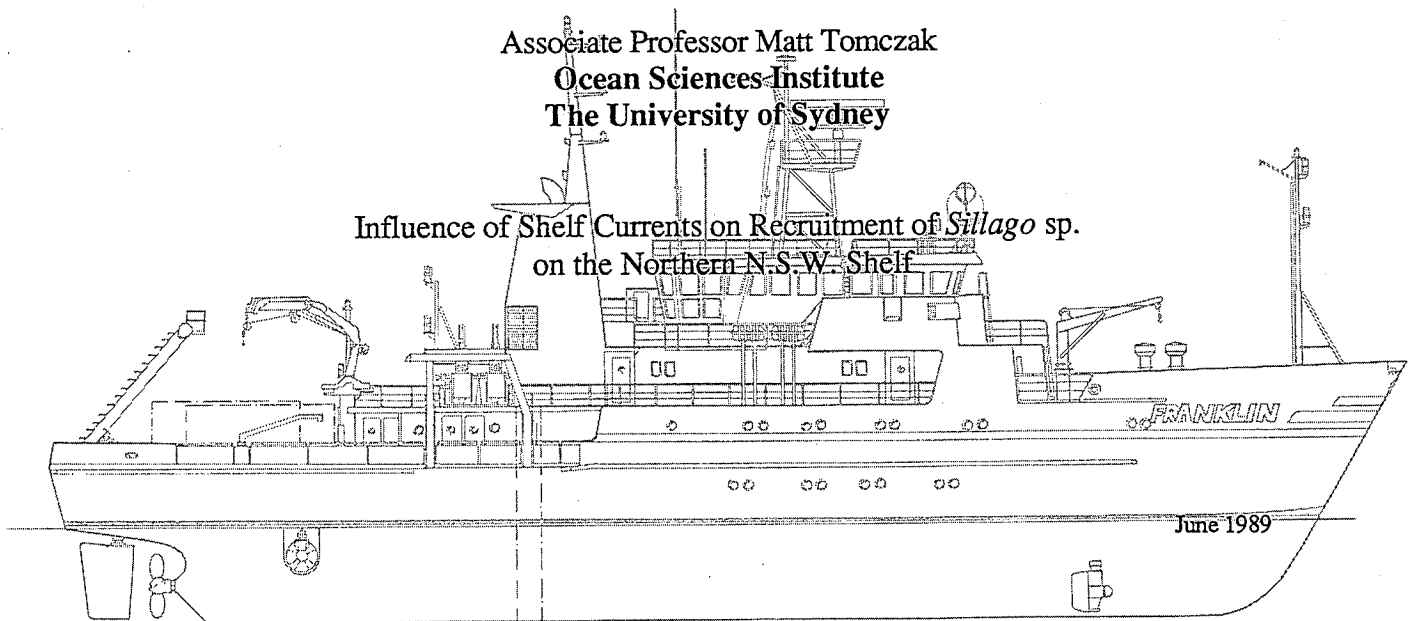 Associate Professor Matt Tomczak
Ocean Sciences Institute
The University of Sydney
Influence of Shelf Currents on Recruitment of Sillago sp.
on the Northern N.S.W. Shelf
FRANKLIN
June 1989